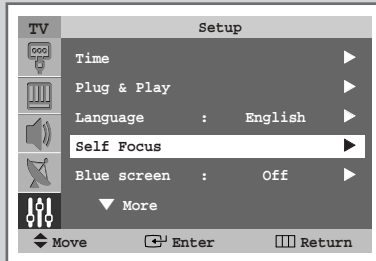 TV Setup
Time
Plug & Play
Language : English
Self Focus
Blue screen : Off
More
Move Enter Return